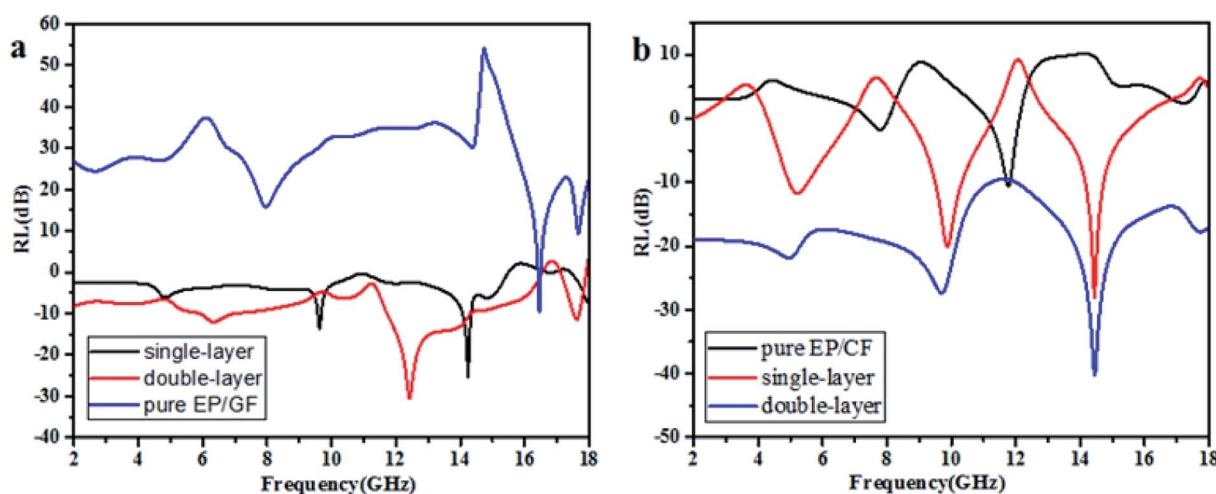 a
60
50
40
30
20
10
0
-10
-20
-30
-40
RL(dB)
single-layer
double-layer
pure EP/GF
2 4 6 8 10 12 14 16 18
Frequency(GHz)
b
10
0
-10
-20
-30
-40
-50
RL(dB)
pure EP/CF
single-layer
double-layer
2 4 6 8 10 12 14 16 18
Frequency(GHz)